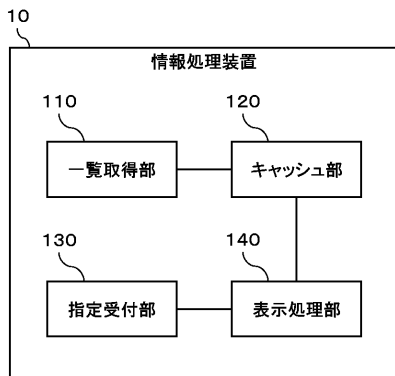 10
情報処理装置
110
120
一覧取得部
キャッシュ部
130
140
指定受付部
表示処理部